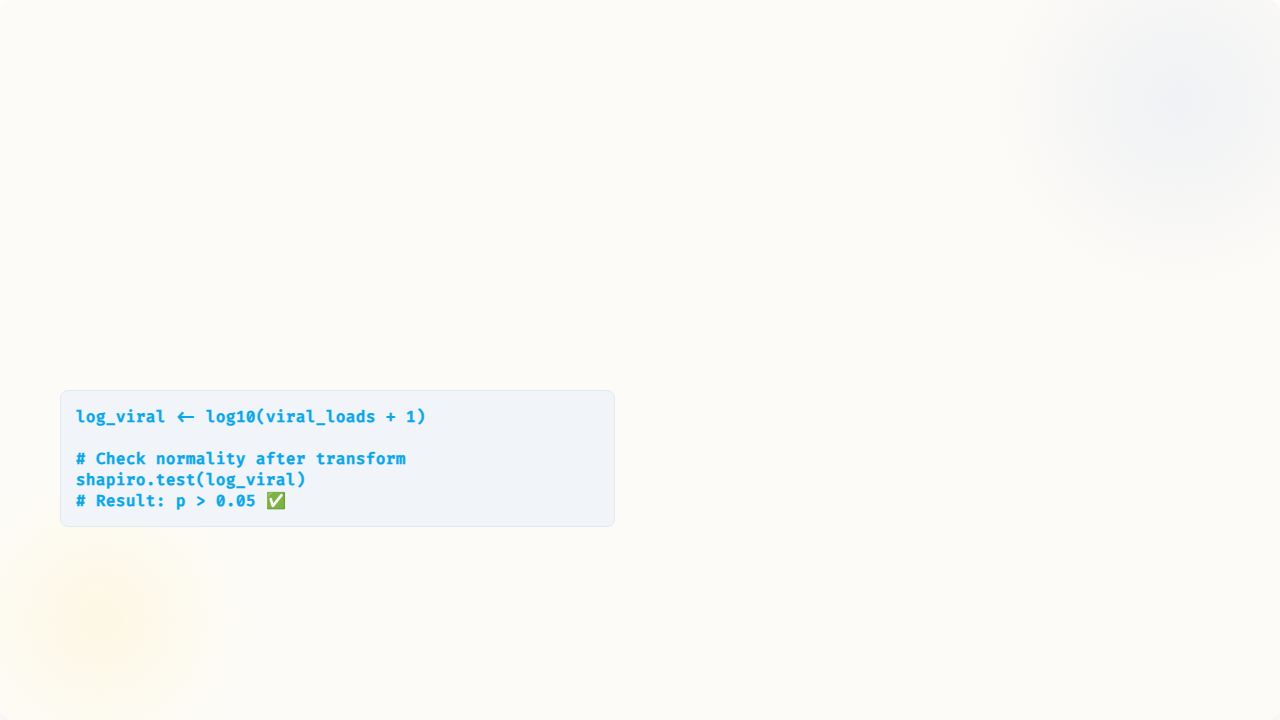 log_viral <- log10(viral_loads + 1)
# Check normality after transform
shapiro.test(log_viral)
# Result: p > 0.05 ✅